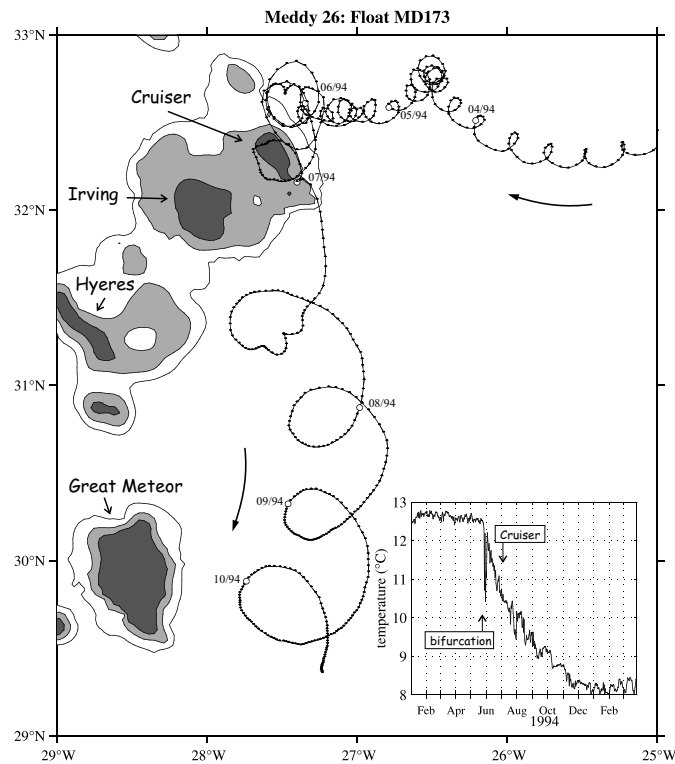 Meddy 26: Float MD173
33°N
32°N
31°N
30°N
29°N
29°W
28°W
27°W
26°W
25°W
Cruiser
Irving
Hyeres
Great Meteor
04/94
05/94
06/94
07/94
08/94
09/94
10/94
temperature (°C)
13
12
11
10
9
8
Cruiser
bifurcation
Feb Apr Jun Aug Oct Dec Feb
1994